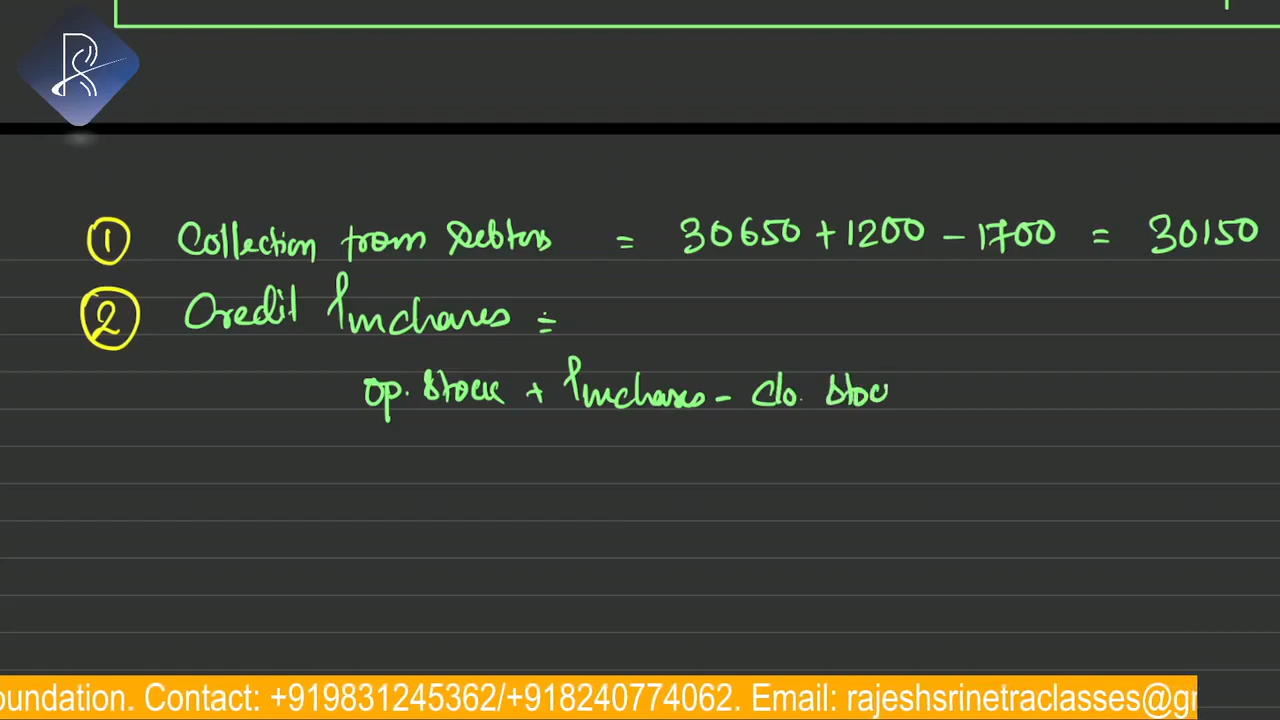 RS
① Collection from Debtors = 30650 + 1200 - 1700 = 30150
② Credit Purchases =
op. Stock + Purchases - Clo. Stoc
oundation. Contact: +919831245362/+918240774062. Email: rajeshsrinetraclasses@gr